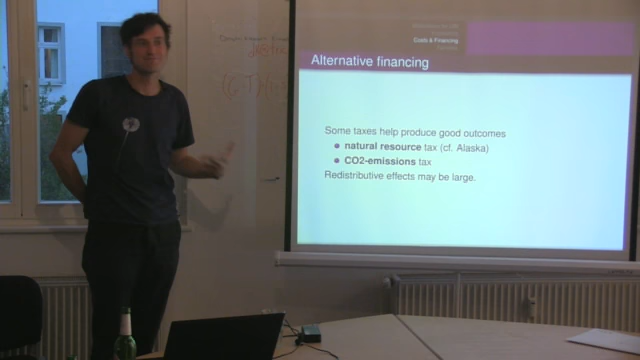 Costs & Financing
Alternative financing
Some taxes help produce good outcomes
natural resource tax (cf. Alaska)
CO2-emissions tax
Redistributive effects may be large.